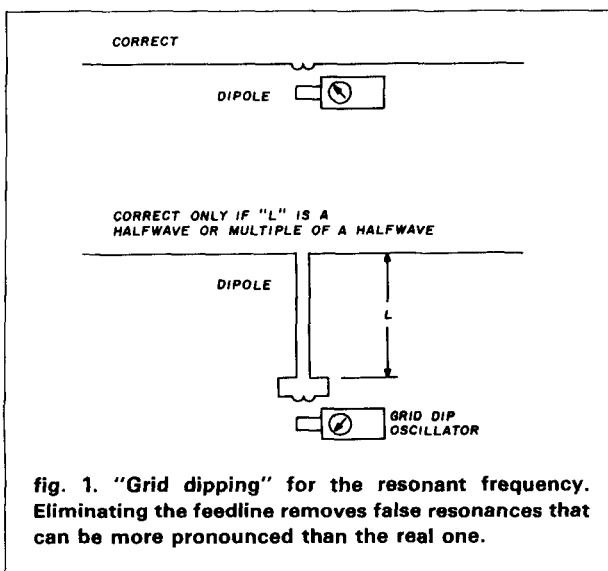 CORRECT
DIPOLE
CORRECT ONLY IF "L" IS A
HALFWAVE OR MULTIPLE OF A HALFWAVE
DIPOLE
L
GRID DIP
OSCILLATOR
fig. 1. "Grid dipping" for the resonant frequency.
Eliminating the feedline removes false resonances that
can be more pronounced than the real one.